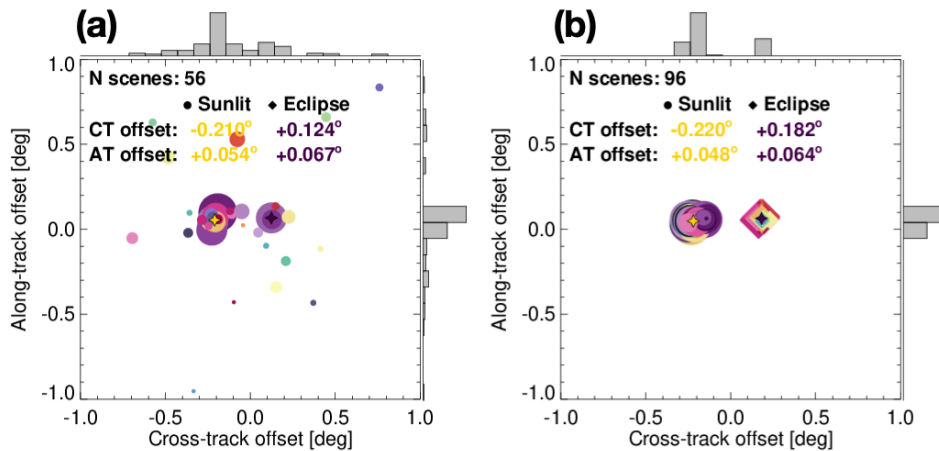 (a)
N scenes: 56
● Sunlit ◆ Eclipse
CT offset: -0.210° +0.124°
AT offset: +0.054° +0.067°
Along-track offset [deg]
1.0
0.5
0.0
-0.5
-1.0
-1.0 -0.5 0.0 0.5 1.0
Cross-track offset [deg]
(b)
N scenes: 96
● Sunlit ◆ Eclipse
CT offset: -0.220° +0.182°
AT offset: +0.048° +0.064°
Along-track offset [deg]
1.0
0.5
0.0
-0.5
-1.0
-1.0 -0.5 0.0 0.5 1.0
Cross-track offset [deg]